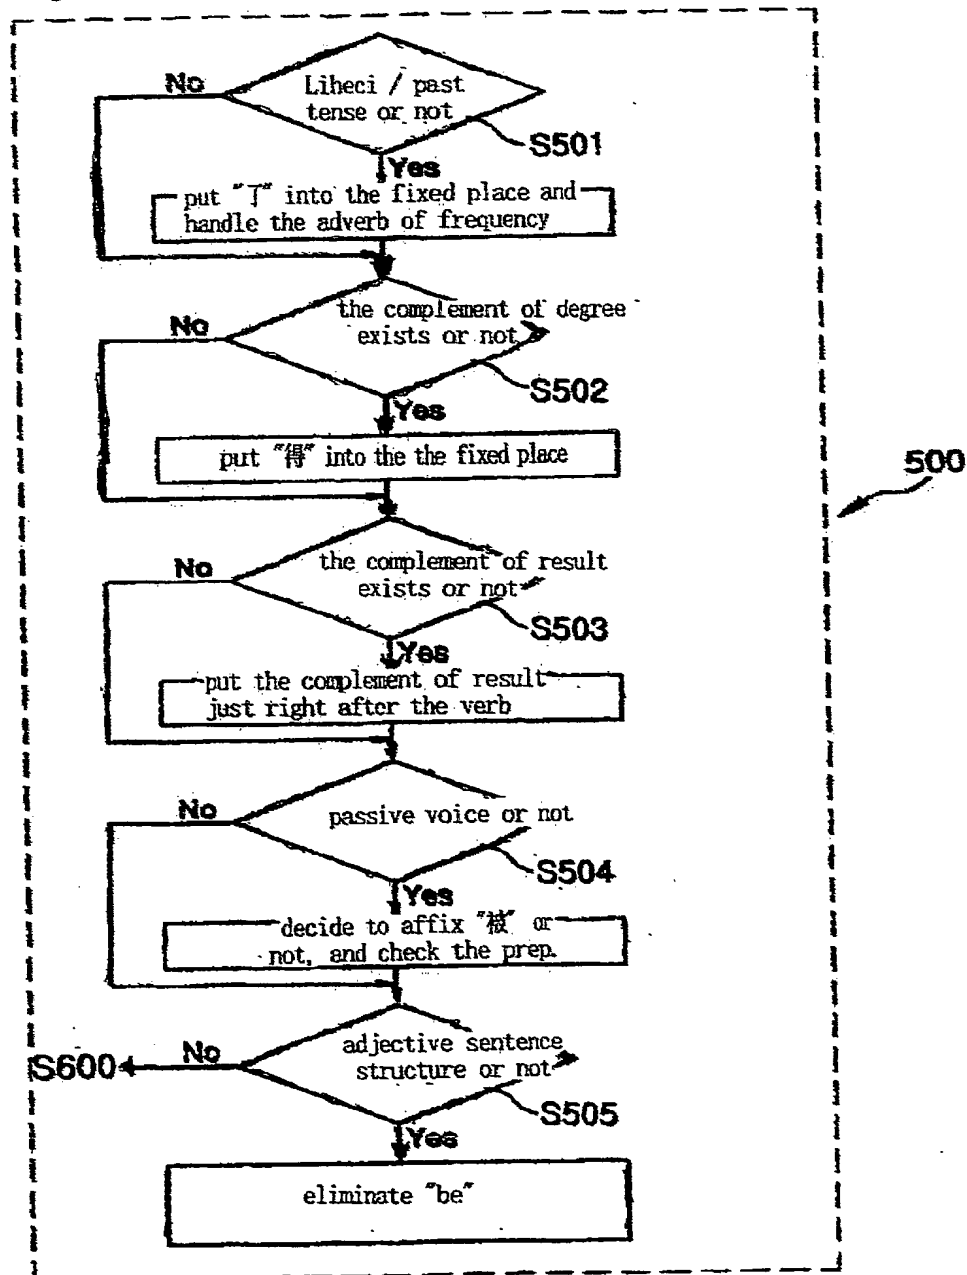 No
Liheci / past
tense or not
S501
Yes
put "了" into the fixed place and
handle the adverb of frequency
No
the complement of degree
exists or not
S502
Yes
put "得" into the the fixed place
500
No
the complement of result
exists or not
S503
Yes
put the complement of result
just right after the verb
No
passive voice or not
S504
Yes
decide to affix "被" or
not, and check the prep.
S600
No
adjective sentence
structure or not
S505
Yes
eliminate "be"